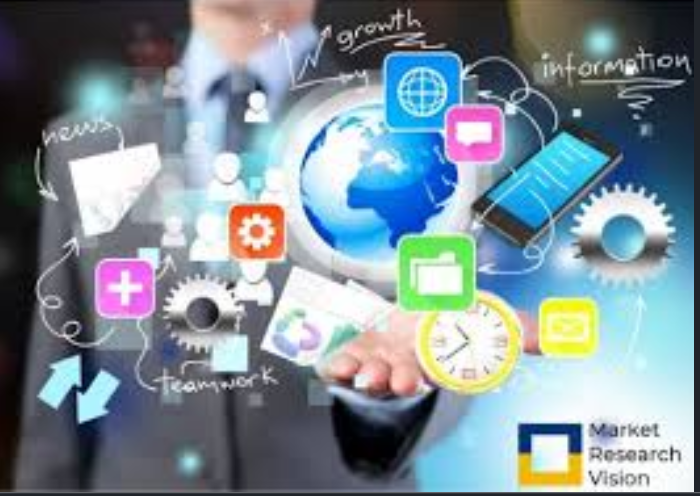 x
growth
y
information
news
teamwork
Market
Research
Vision